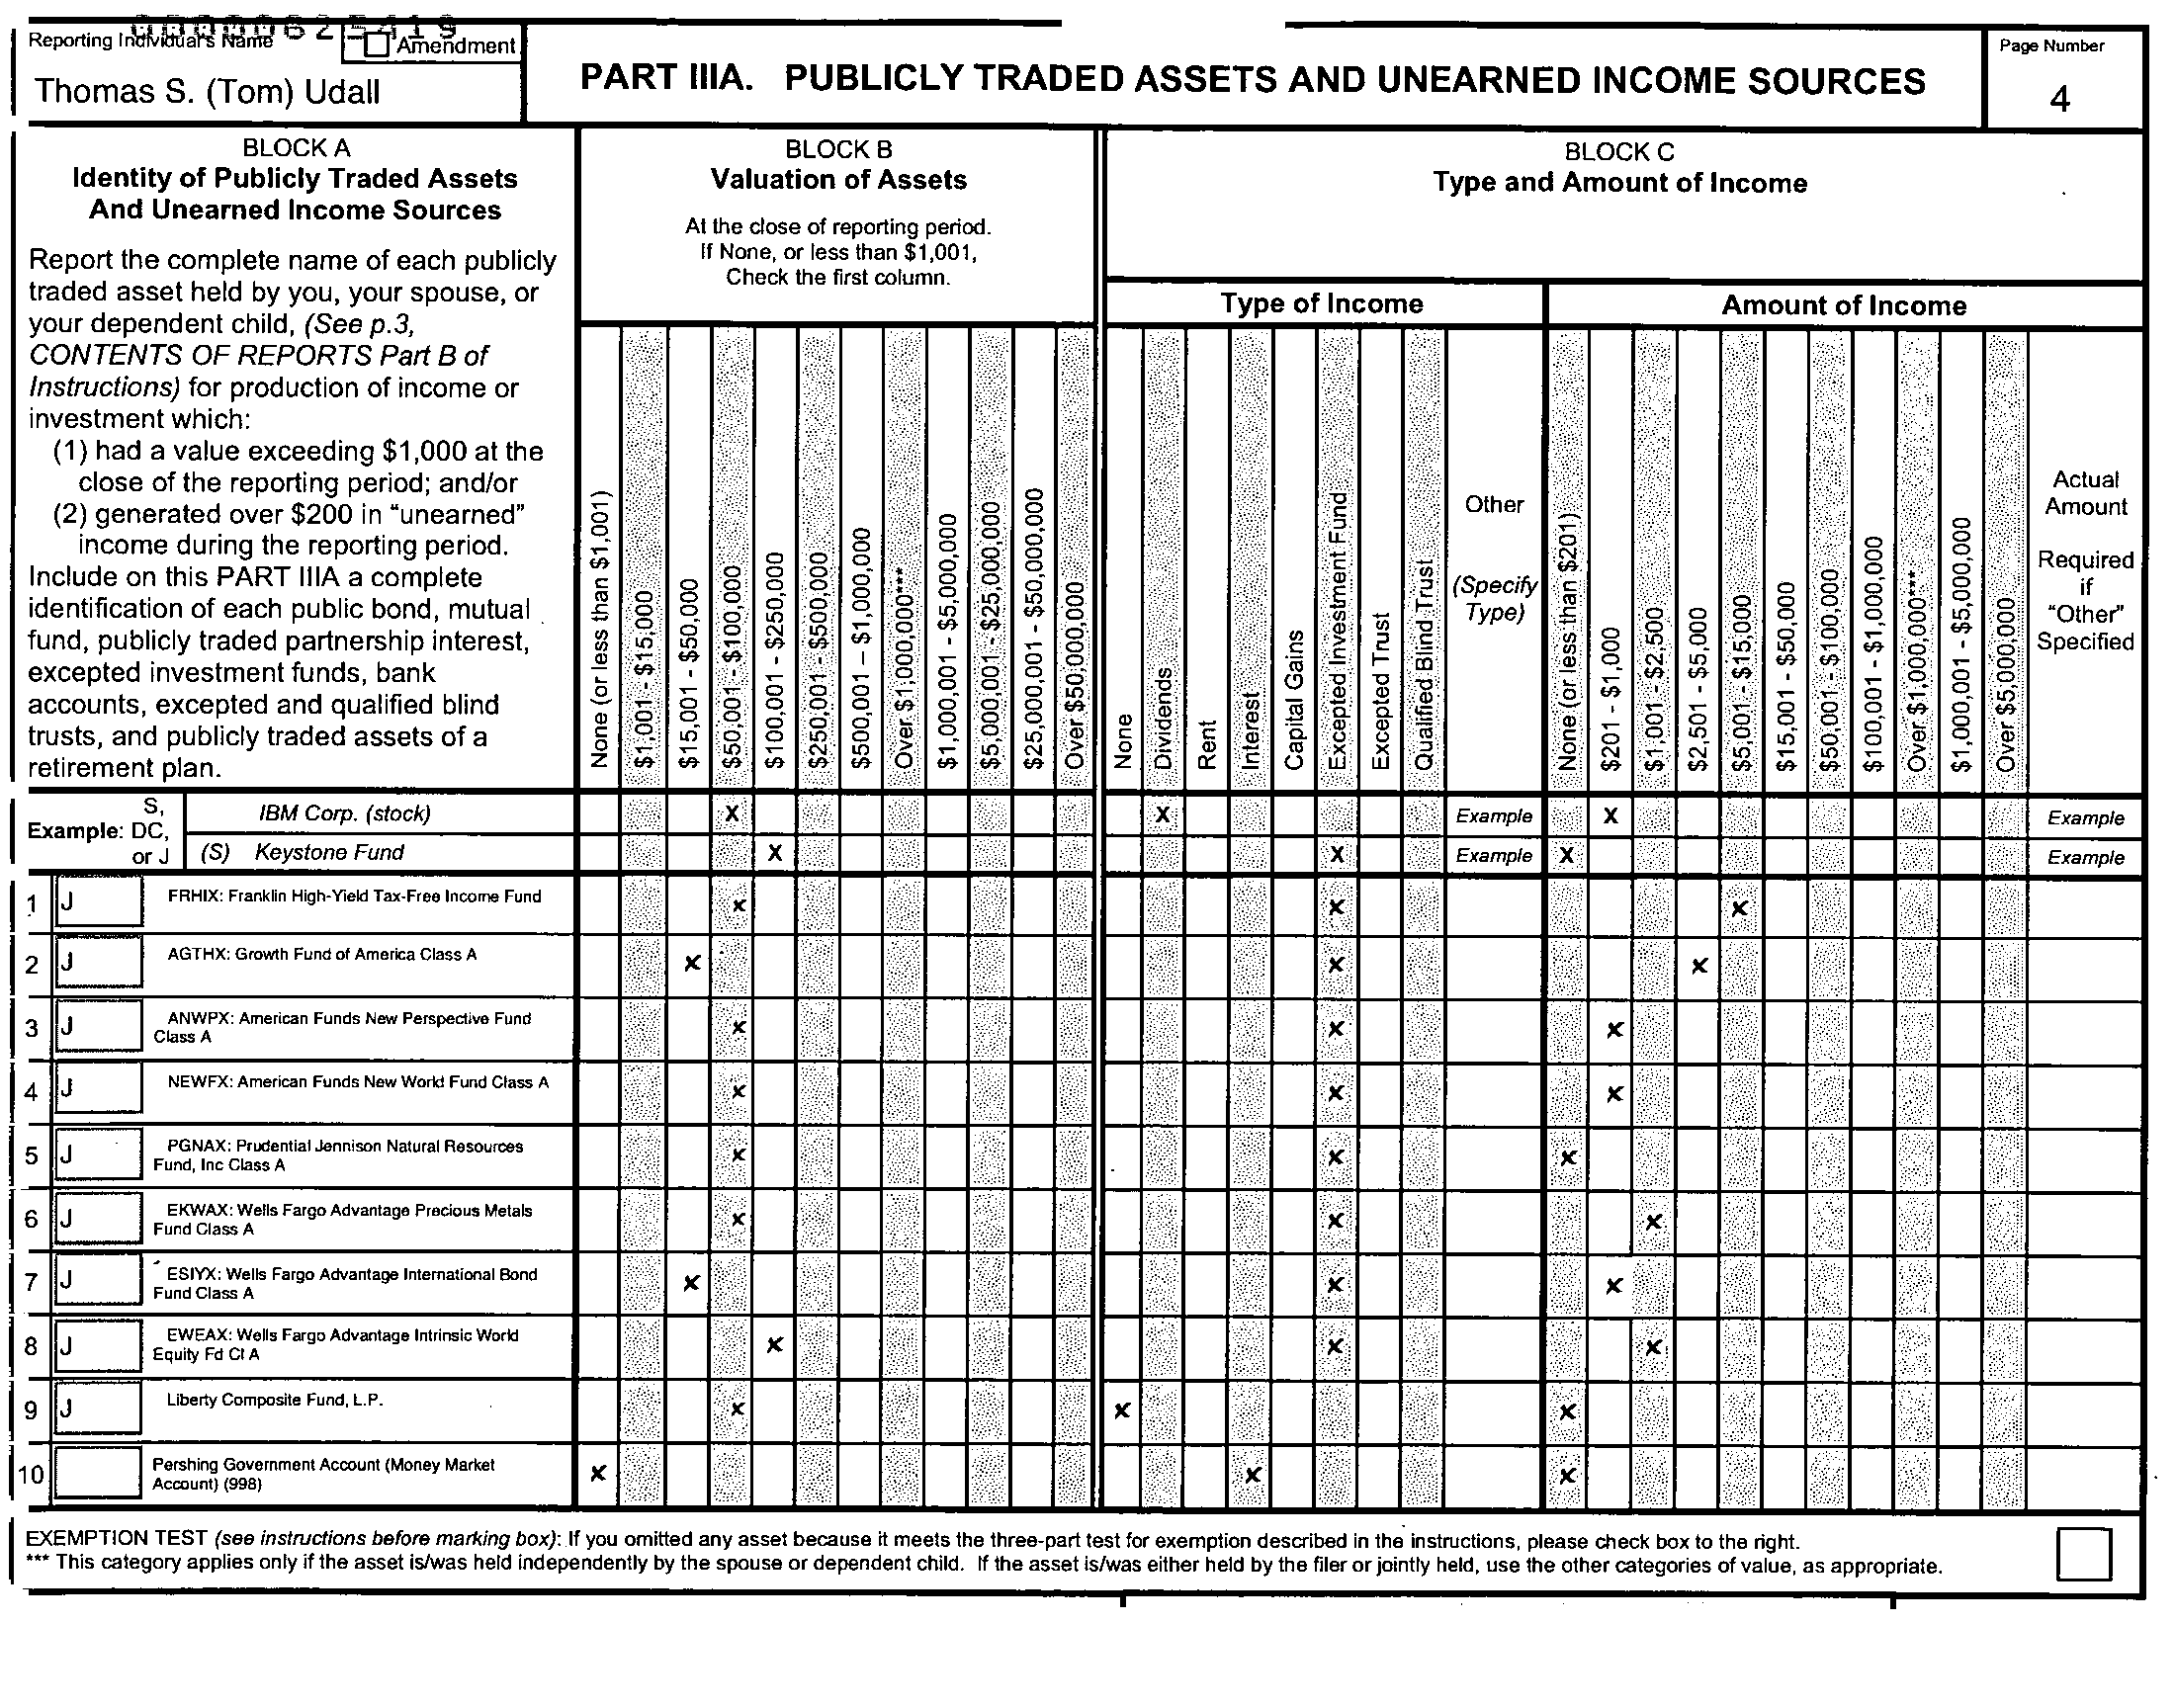 00000625419
Reporting Individual's Name
Amendment
Thomas S. (Tom) Udall
PART IIIA. PUBLICLY TRADED ASSETS AND UNEARNED INCOME SOURCES
Page Number
4
BLOCK A
Identity of Publicly Traded Assets
And Unearned Income Sources
Report the complete name of each publicly
traded asset held by you, your spouse, or
your dependent child, (See p.3,
CONTENTS OF REPORTS Part B of
Instructions) for production of income or
investment which:
(1) had a value exceeding $1,000 at the
close of the reporting period; and/or
(2) generated over $200 in "unearned"
income during the reporting period.
Include on this PART IIIA a complete
identification of each public bond, mutual
fund, publicly traded partnership interest,
excepted investment funds, bank
accounts, excepted and qualified blind
trusts, and publicly traded assets of a
retirement plan.
BLOCK B
Valuation of Assets
At the close of reporting period.
If None, or less than $1,001,
Check the first column.
None (or less than $1,001)
$1,001 - $15,000
$15,001 - $50,000
$50,001 - $100,000
$100,001 - $250,000
$250,001 - $500,000
$500,001 – $1,000,000
Over $1,000,000***
$1,000,001 - $5,000,000
$5,000,001 - $25,000,000
$25,000,001 - $50,000,000
Over $50,000,000
BLOCK C
Type and Amount of Income
Type of Income
None
Dividends
Rent
Interest
Capital Gains
Excepted Investment Fund
Excepted Trust
Qualified Blind Trust
Other
(Specify
Type)
Amount of Income
None (or less than $201)
$201 - $1,000
$1,001 - $2,500
$2,501 - $5,000
$5,001 - $15,000
$15,001 - $50,000
$50,001 - $100,000
$100,001 - $1,000,000
Over $1,000,000***
$1,000,001 - $5,000,000
Over $5,000,000
Actual
Amount
Required
if
"Other"
Specified
Example: S,
DC,
or J
IBM Corp. (stock) X X Example X Example
(S) Keystone Fund X X Example X Example
1 J FRHIX: Franklin High-Yield Tax-Free Income Fund x x x
2 J AGTHX: Growth Fund of America Class A x x x
3 J ANWPX: American Funds New Perspective Fund x x x
Class A
4 J NEWFX: American Funds New World Fund Class A x x x
5 J PGNAX: Prudential Jennison Natural Resources x x x
Fund, Inc Class A
6 J EKWAX: Wells Fargo Advantage Precious Metals x x x
Fund Class A
7 J ESIYX: Wells Fargo Advantage International Bond x x x
Fund Class A
8 J EWEAX: Wells Fargo Advantage Intrinsic World x x x
Equity Fd Cl A
9 J Liberty Composite Fund, L.P. x x x
10 Pershing Government Account (Money Market x x x
Account) (998)
EXEMPTION TEST (see instructions before marking box): If you omitted any asset because it meets the three-part test for exemption described in the instructions, please check box to the right.
*** This category applies only if the asset is/was held independently by the spouse or dependent child. If the asset is/was either held by the filer or jointly held, use the other categories of value, as appropriate.